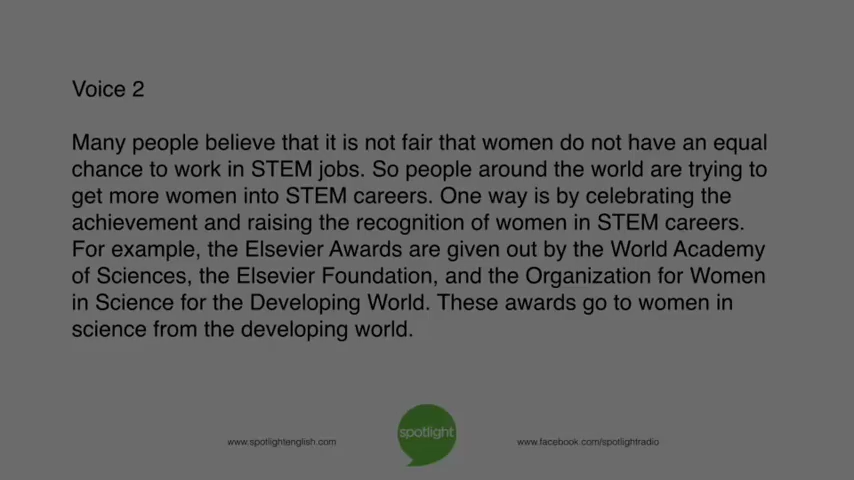 Voice 2
Many people believe that it is not fair that women do not have an equal
chance to work in STEM jobs. So people around the world are trying to
get more women into STEM careers. One way is by celebrating the
achievement and raising the recognition of women in STEM careers.
For example, the Elsevier Awards are given out by the World Academy
of Sciences, the Elsevier Foundation, and the Organization for Women
in Science for the Developing World. These awards go to women in
science from the developing world.
www.spotlightenglish.com
spotlight
www.facebook.com/spotlightradio